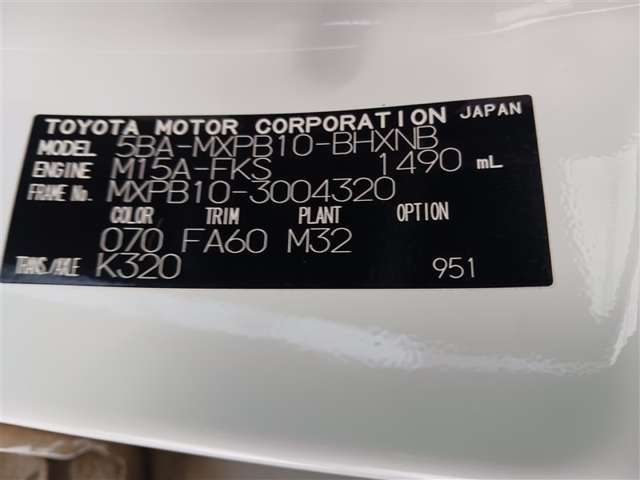 TOYOTA MOTOR CORPORATION JAPAN
MODEL 5BA-MXPB10-BHXNB
ENGINE M15A-FKS 1490 mL
FRAME No. MXPB10-3004320
COLOR TRIM PLANT OPTION
070 FA60 M32
TRANS./AXLE K320 951